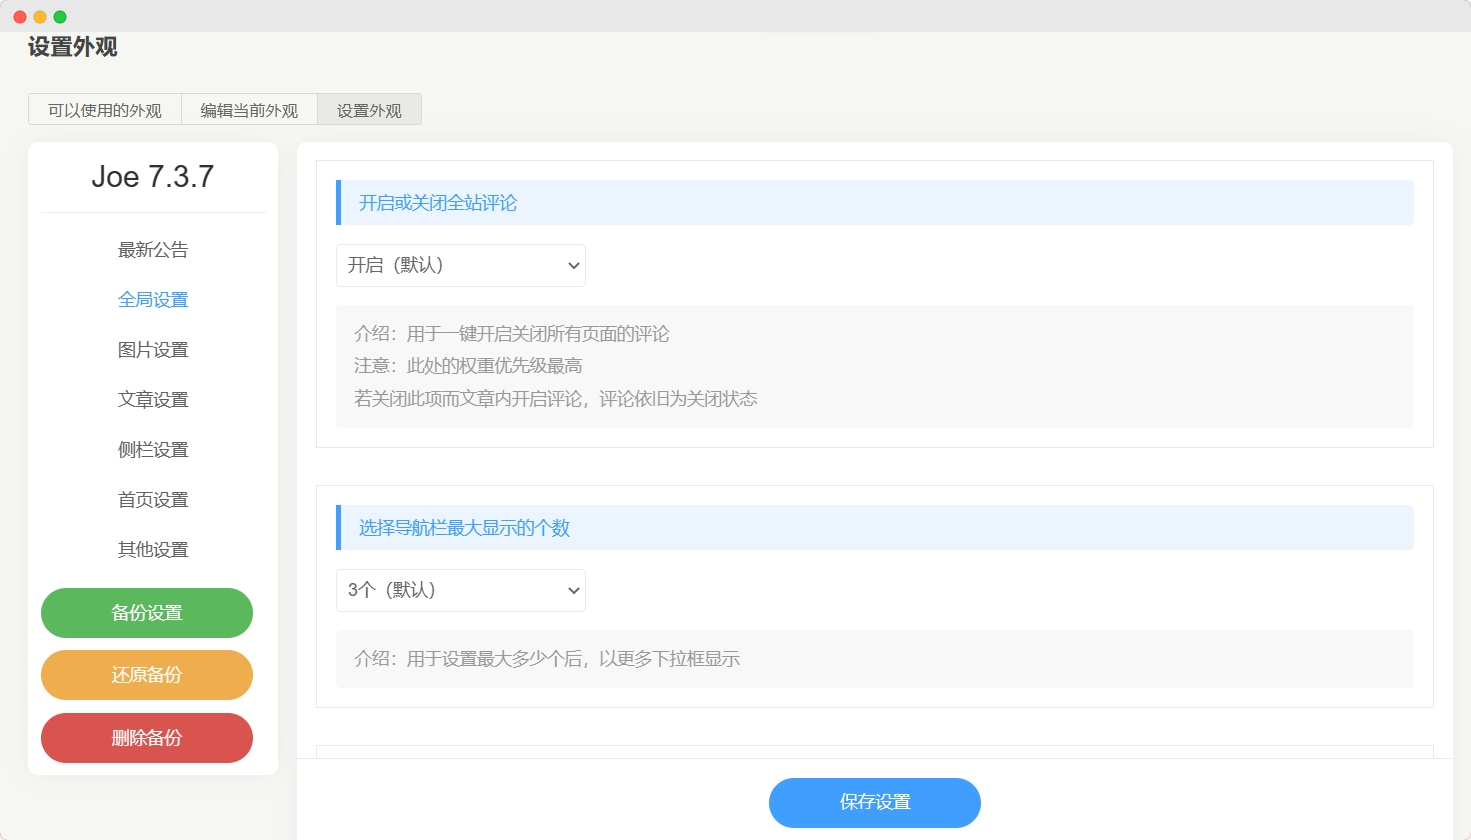 设置外观
可以使用的外观 编辑当前外观 设置外观
Joe 7.3.7
最新公告
全局设置
图片设置
文章设置
侧栏设置
首页设置
其他设置
备份设置
还原备份
删除备份
开启或关闭全站评论
开启（默认）
介绍：用于一键开启关闭所有页面的评论
注意：此处的权重优先级最高
若关闭此项而文章内开启评论，评论依旧为关闭状态
选择导航栏最大显示的个数
3个（默认）
介绍：用于设置最大多少个后，以更多下拉框显示
保存设置